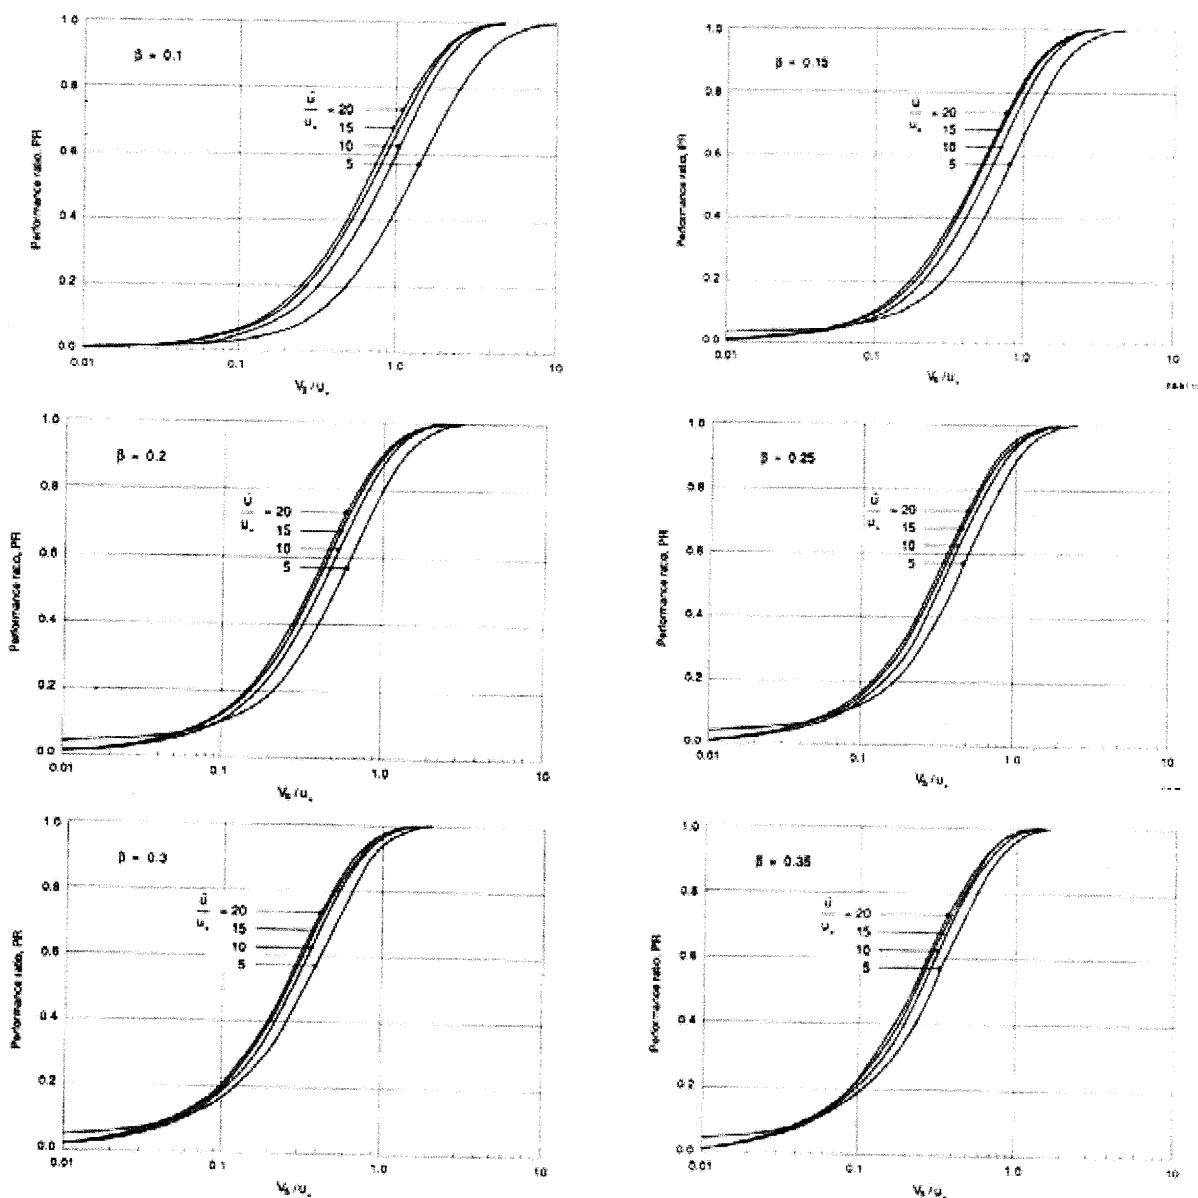 1.0
0.8
0.6
0.4
0.2
0.0
Performance ratio, PR
β = 0.1
û
u* = 20
15
10
5
0.01 0.1 1.0 10
Vs / u*
1.0
0.8
0.6
0.4
0.2
0.0
Performance ratio, PR
β = 0.15
û
u* = 20
15
10
5
0.01 0.1 1.0 10
Vs / u*
1.0
0.8
0.6
0.4
0.2
0.0
Performance ratio, PR
β = 0.2
û
u* = 20
15
10
5
0.01 0.1 1.0 10
Vs / u*
1.0
0.8
0.6
0.4
0.2
0.0
Performance ratio, PR
β = 0.25
û
u* = 20
15
10
5
0.01 0.1 1.0 10
Vs / u*
1.0
0.8
0.6
0.4
0.2
0.0
Performance ratio, PR
β = 0.3
û
u* = 20
15
10
5
0.01 0.1 1.0 10
Vs / u*
1.0
0.8
0.6
0.4
0.2
0.0
Performance ratio, PR
β = 0.35
û
u* = 20
15
10
5
0.01 0.1 1.0 10
Vs / u*